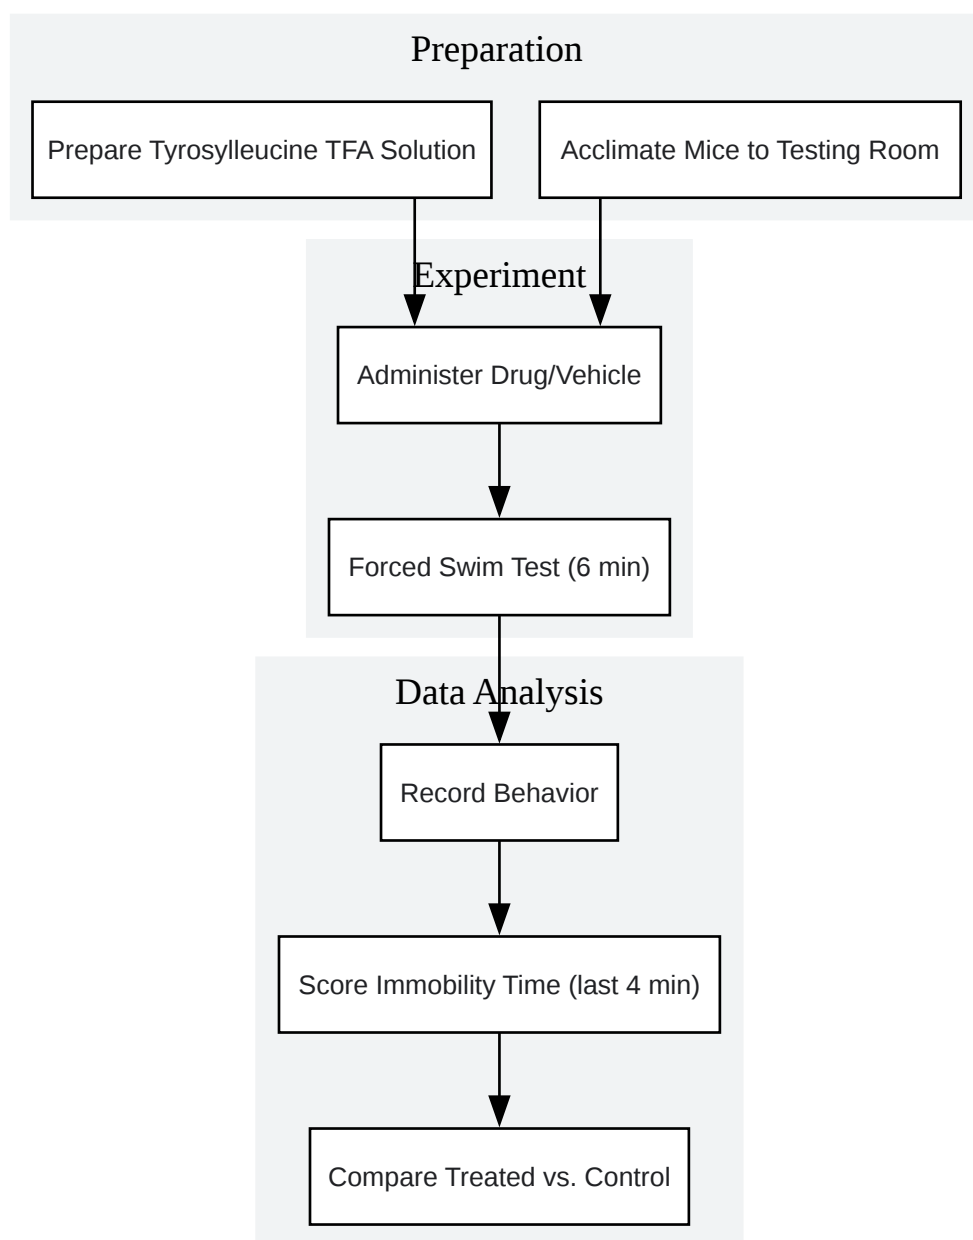 Preparation
Prepare Tyrosylleucine TFA Solution
Acclimate Mice to Testing Room
Experiment
Administer Drug/Vehicle
Forced Swim Test (6 min)
Data Analysis
Record Behavior
Score Immobility Time (last 4 min)
Compare Treated vs. Control